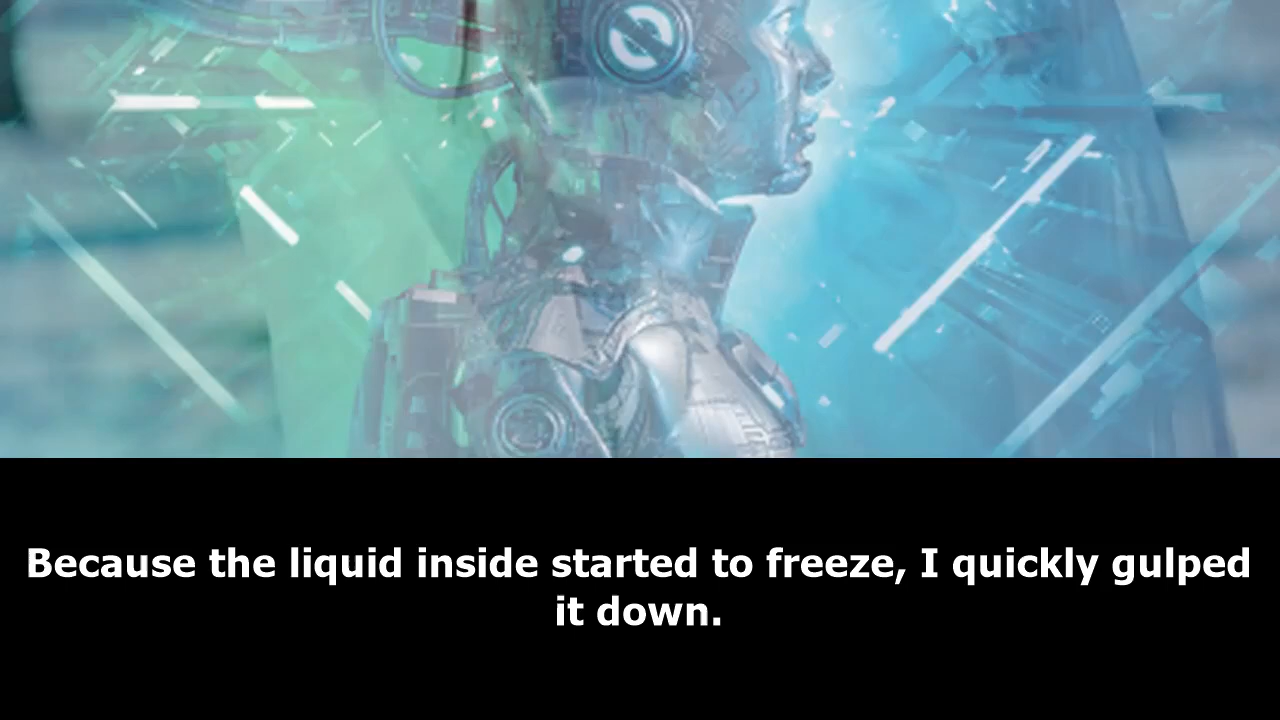 Because the liquid inside started to freeze, I quickly gulped
it down.